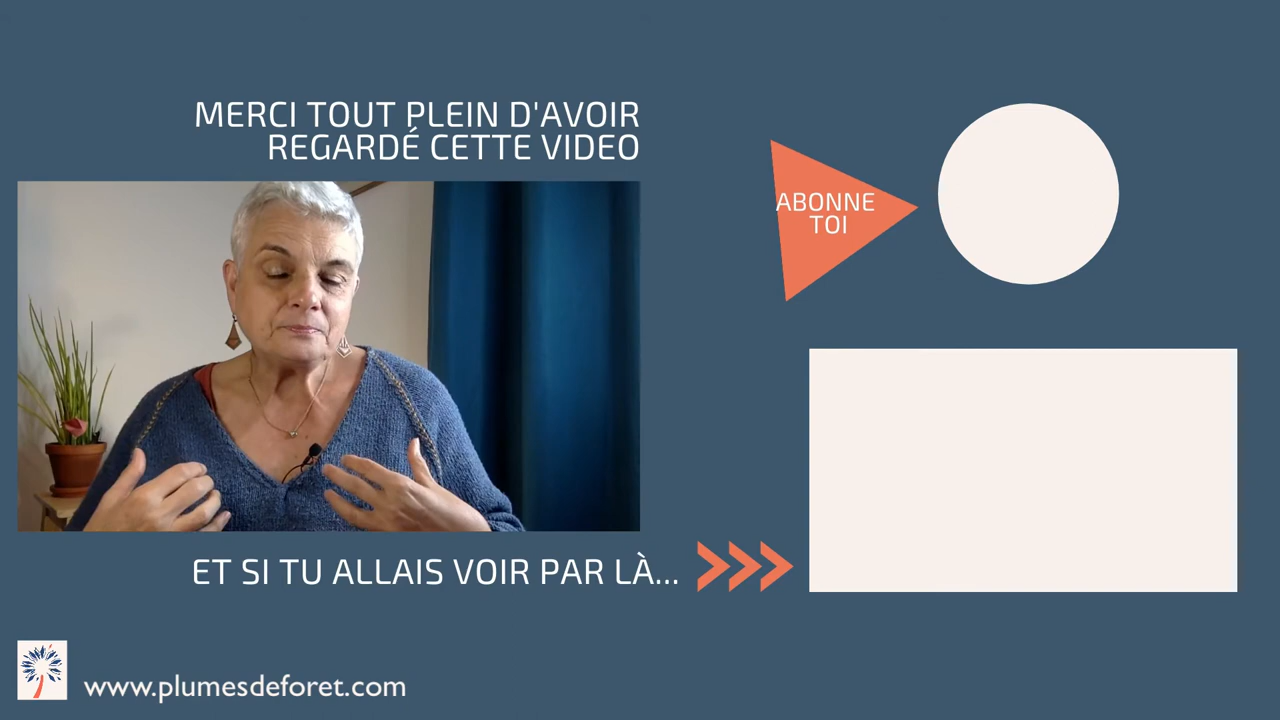 MERCI TOUT PLEIN D'AVOIR
REGARDÉ CETTE VIDEO
ABONNE
TOI
ET SI TU ALLAIS VOIR PAR LÀ...
www.plumesdeforet.com